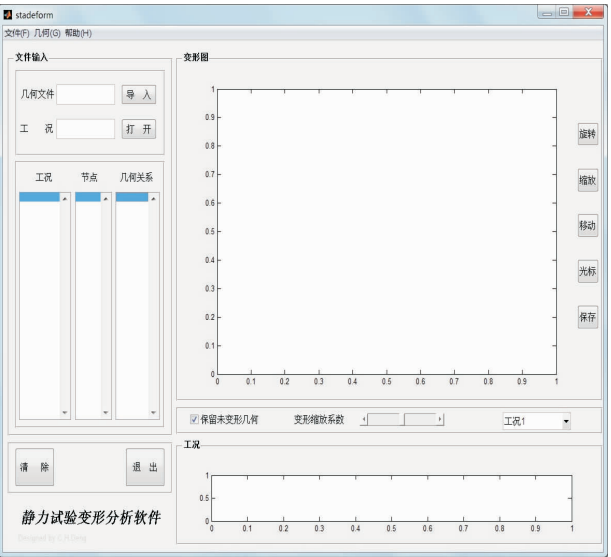 stadeform
文件(F) 几何(G) 帮助(H)
文件输入
几何文件 导 入
工 况 打 开
工况 节点 几何关系
清 除 退 出
静力试验变形分析软件
变形图
1
0.9
0.8
0.7
0.6
0.5
0.4
0.3
0.2
0.1
0
0 0.1 0.2 0.3 0.4 0.5 0.6 0.7 0.8 0.9 1
旋转
缩放
移动
光标
保存
保留未变形几何 变形缩放系数 工况1
工况
1
0.5
0
0 0.1 0.2 0.3 0.4 0.5 0.6 0.7 0.8 0.9 1